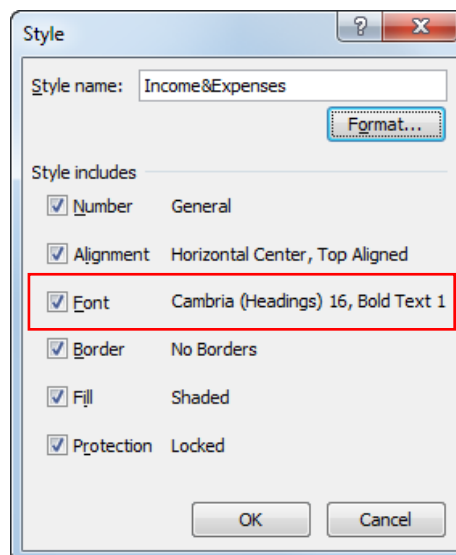 Style
Style name: Income&Expenses
Format...
Style includes
Number General
Alignment Horizontal Center, Top Aligned
Font Cambria (Headings) 16, Bold Text 1
Border No Borders
Fill Shaded
Protection Locked
OK Cancel